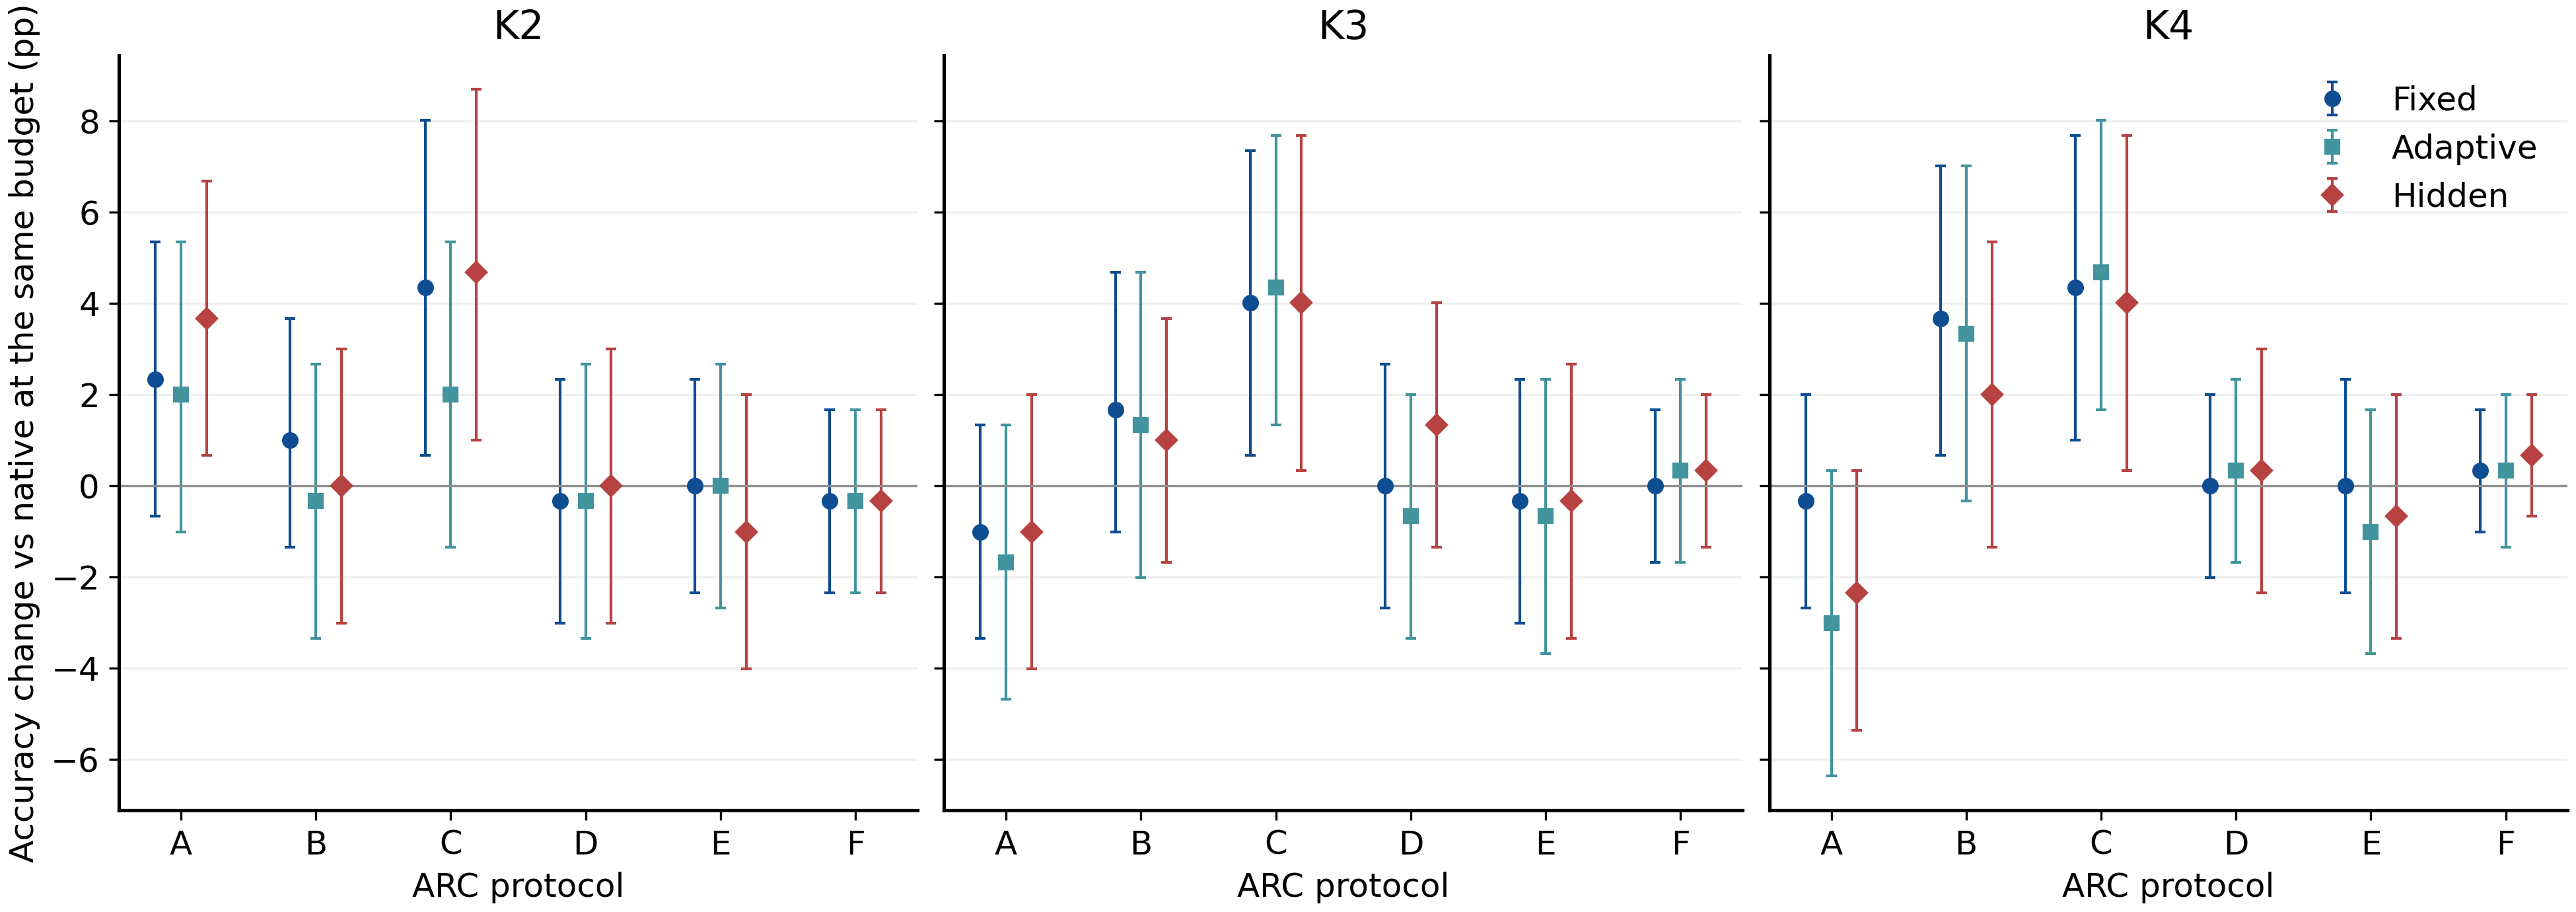 K2
K3
K4
Accuracy change vs native at the same budget (pp)
8
6
4
2
0
−2
−4
−6
Fixed
Adaptive
Hidden
A B C D E F
A B C D E F
A B C D E F
ARC protocol
ARC protocol
ARC protocol